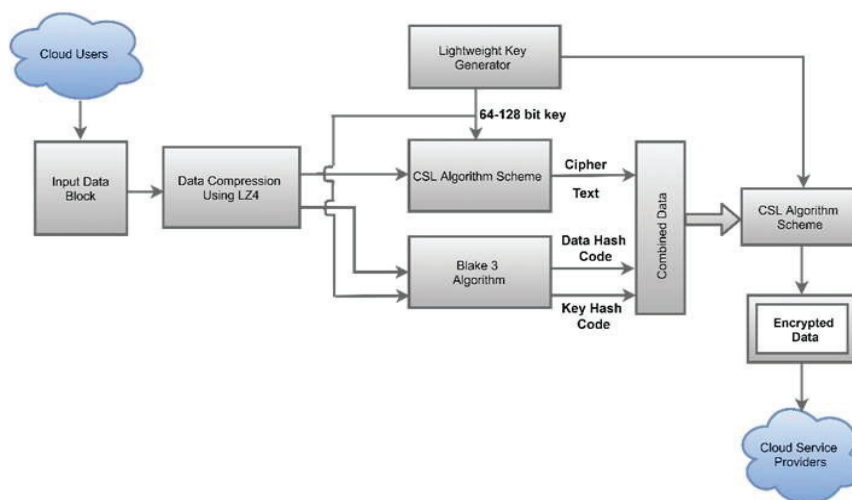 Cloud Users
Lightweight Key
Generator
64-128 bit key
Input Data
Block
Data Compression
Using LZ4
CSL Algorithm Scheme
Cipher
Text
Blake 3
Algorithm
Data Hash
Code
Key Hash
Code
Combined Data
CSL Algorithm
Scheme
Encrypted
Data
Cloud Service
Providers